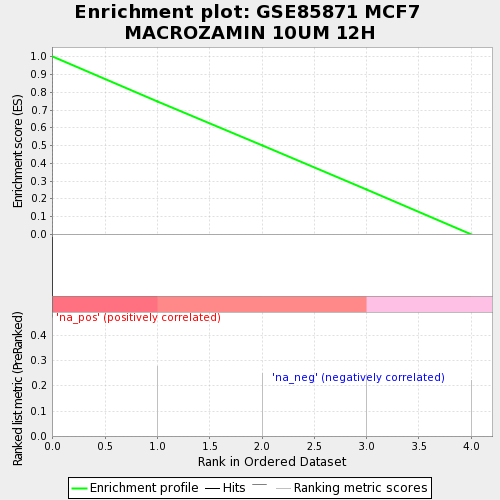 Enrichment plot: GSE85871 MCF7
MACROZAMIN 10UM 12H
Enrichment score (ES)
1.0
0.9
0.8
0.7
0.6
0.5
0.4
0.3
0.2
0.1
0.0
'na_pos' (positively correlated)
'na_neg' (negatively correlated)
Ranked list metric (PreRanked)
0.4
0.3
0.2
0.1
0.0
0.0 0.5 1.0 1.5 2.0 2.5 3.0 3.5 4.0
Rank in Ordered Dataset
Enrichment profile Hits Ranking metric scores